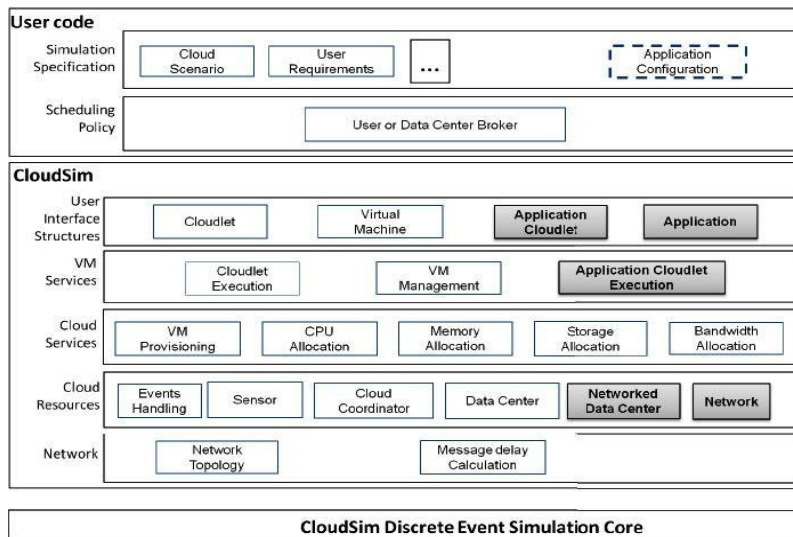 User code
Simulation
Specification
Cloud
Scenario
User
Requirements
...
Application
Configuration
Scheduling
Policy
User or Data Center Broker
CloudSim
User
Interface
Structures
Cloudlet
Virtual
Machine
Application
Cloudlet
Application
VM
Services
Cloudlet
Execution
VM
Management
Application Cloudlet
Execution
Cloud
Services
VM
Provisioning
CPU
Allocation
Memory
Allocation
Storage
Allocation
Bandwidth
Allocation
Cloud
Resources
Events
Handling
Sensor
Cloud
Coordinator
Data Center
Networked
Data Center
Network
Network
Network
Topology
Message delay
Calculation
CloudSim Discrete Event Simulation Core